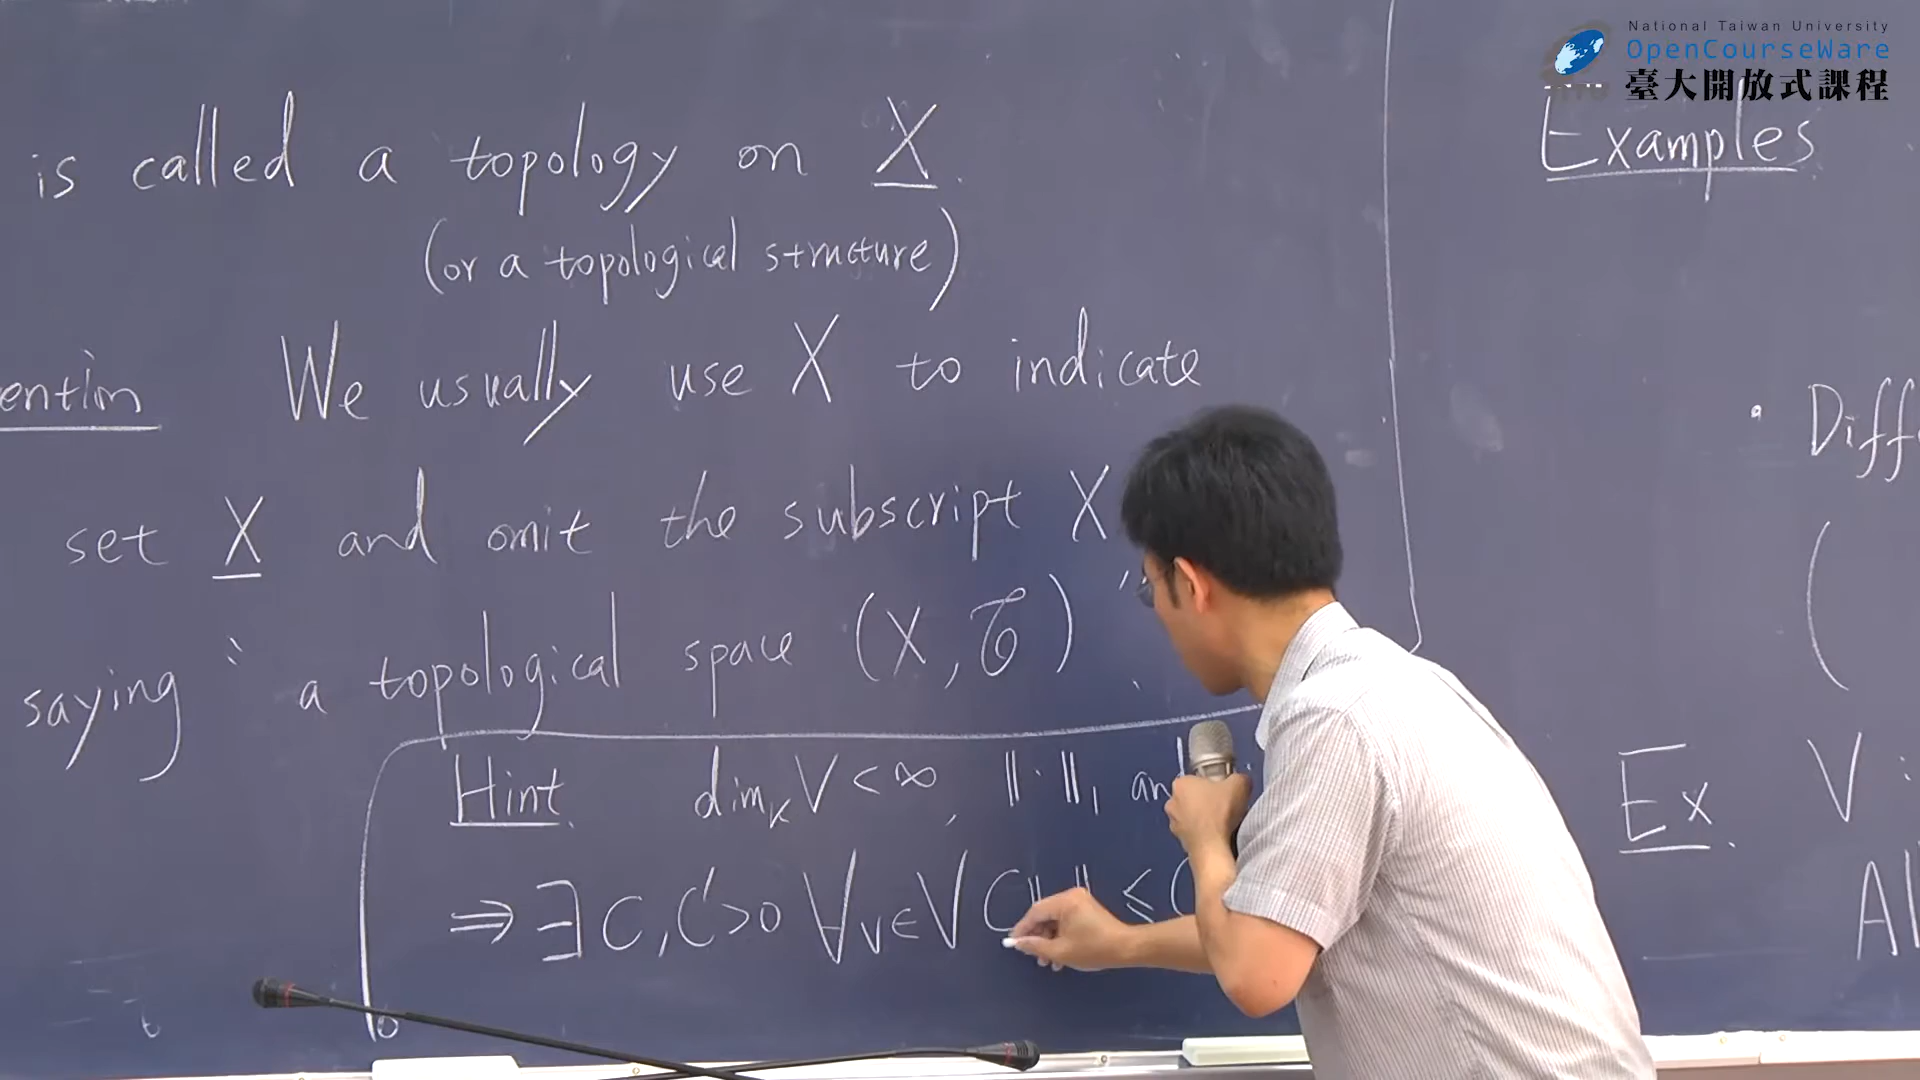 National Taiwan University
OpenCourseWare
臺大開放式課程
is called a topology on X.
(or a topological structure)
We usually use X to indicate
set X and omit the subscript X
saying "a topological space (X, 𝒯)"
Hint. dim_K V < ∞, ‖·‖₁ and
⇒ ∃ C, C' > 0 ∀ v ∈ V C ‖ ‖ ≤
Examples
· Diff
(
Ex. V :
Al